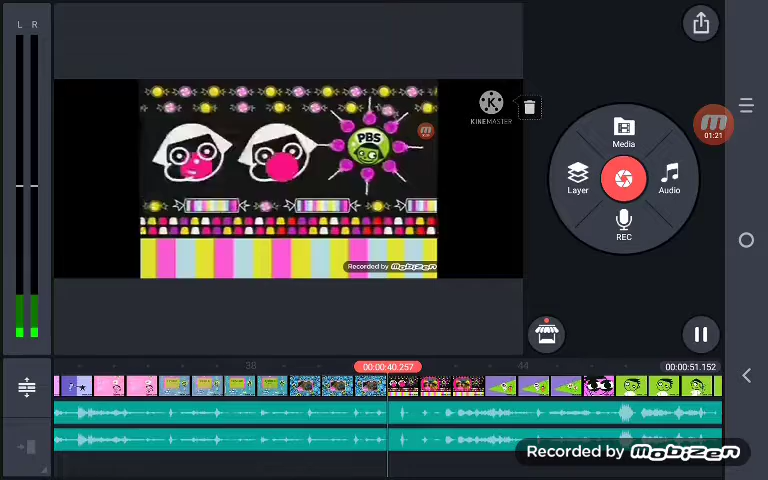 L R
KINEMASTER
PBS
Recorded by mobizen
Media
01:21
Layer
Audio
REC
38
00:00:40.257
44
00:00:51.152
Recorded by mobizen